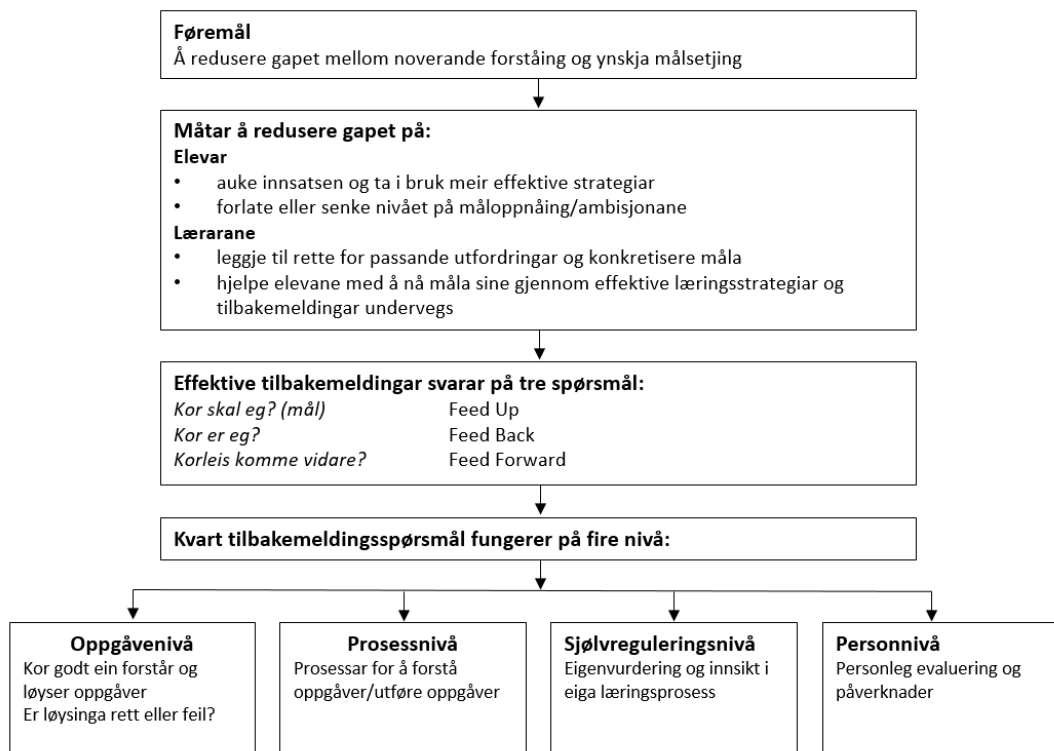 Føremål
Å redusere gapet mellom noverande forståing og ynskja målsetjing
Måtar å redusere gapet på:
Elevar
• auke innsatsen og ta i bruk meir effektive strategiar
• forlate eller senke nivået på måloppnåing/ambisjonane
Lærarane
• leggje til rette for passande utfordringar og konkretisere måla
• hjelpe elevane med å nå måla sine gjennom effektive læringsstrategiar og
tilbakemeldingar undervegs
Effektive tilbakemeldingar svarar på tre spørsmål:
Kor skal eg? (mål) Feed Up
Kor er eg? Feed Back
Korleis komme vidare? Feed Forward
Kvart tilbakemeldingsspørsmål fungerer på fire nivå:
Oppgåvenivå
Kor godt ein forstår og
løyser oppgåver
Er løysinga rett eller feil?
Prosessnivå
Prosessar for å forstå
oppgåver/utføre oppgåver
Sjølvreguleringsnivå
Eigenvurdering og innsikt i
eiga læringsprosess
Personnivå
Personleg evaluering og
påverknader